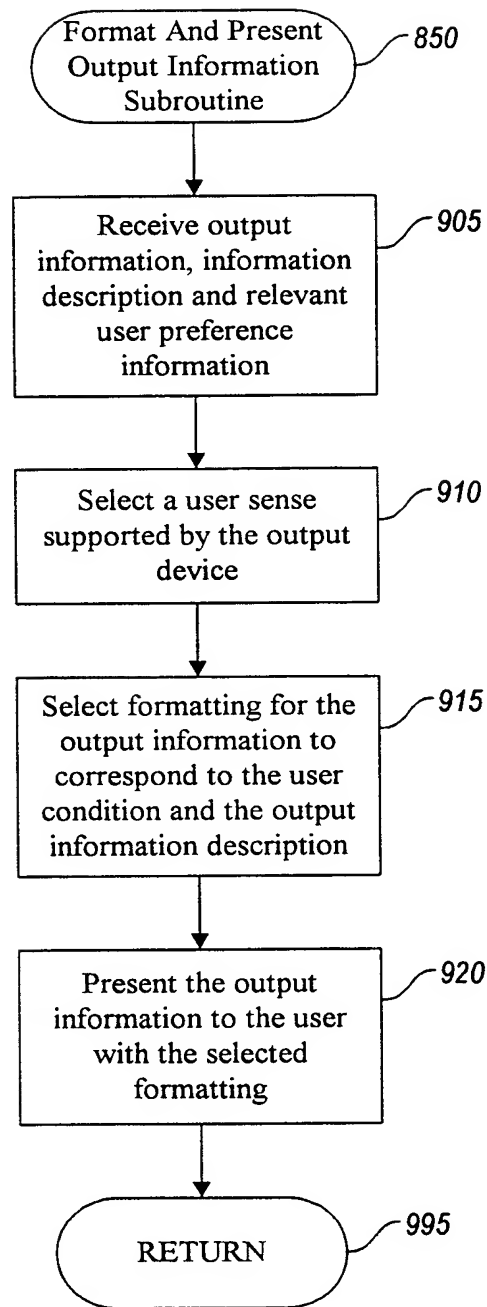 Format And Present
Output Information
Subroutine
850
Receive output
information, information
description and relevant
user preference
information
905
Select a user sense
supported by the output
device
910
Select formatting for the
output information to
correspond to the user
condition and the output
information description
915
Present the output
information to the user
with the selected
formatting
920
RETURN
995